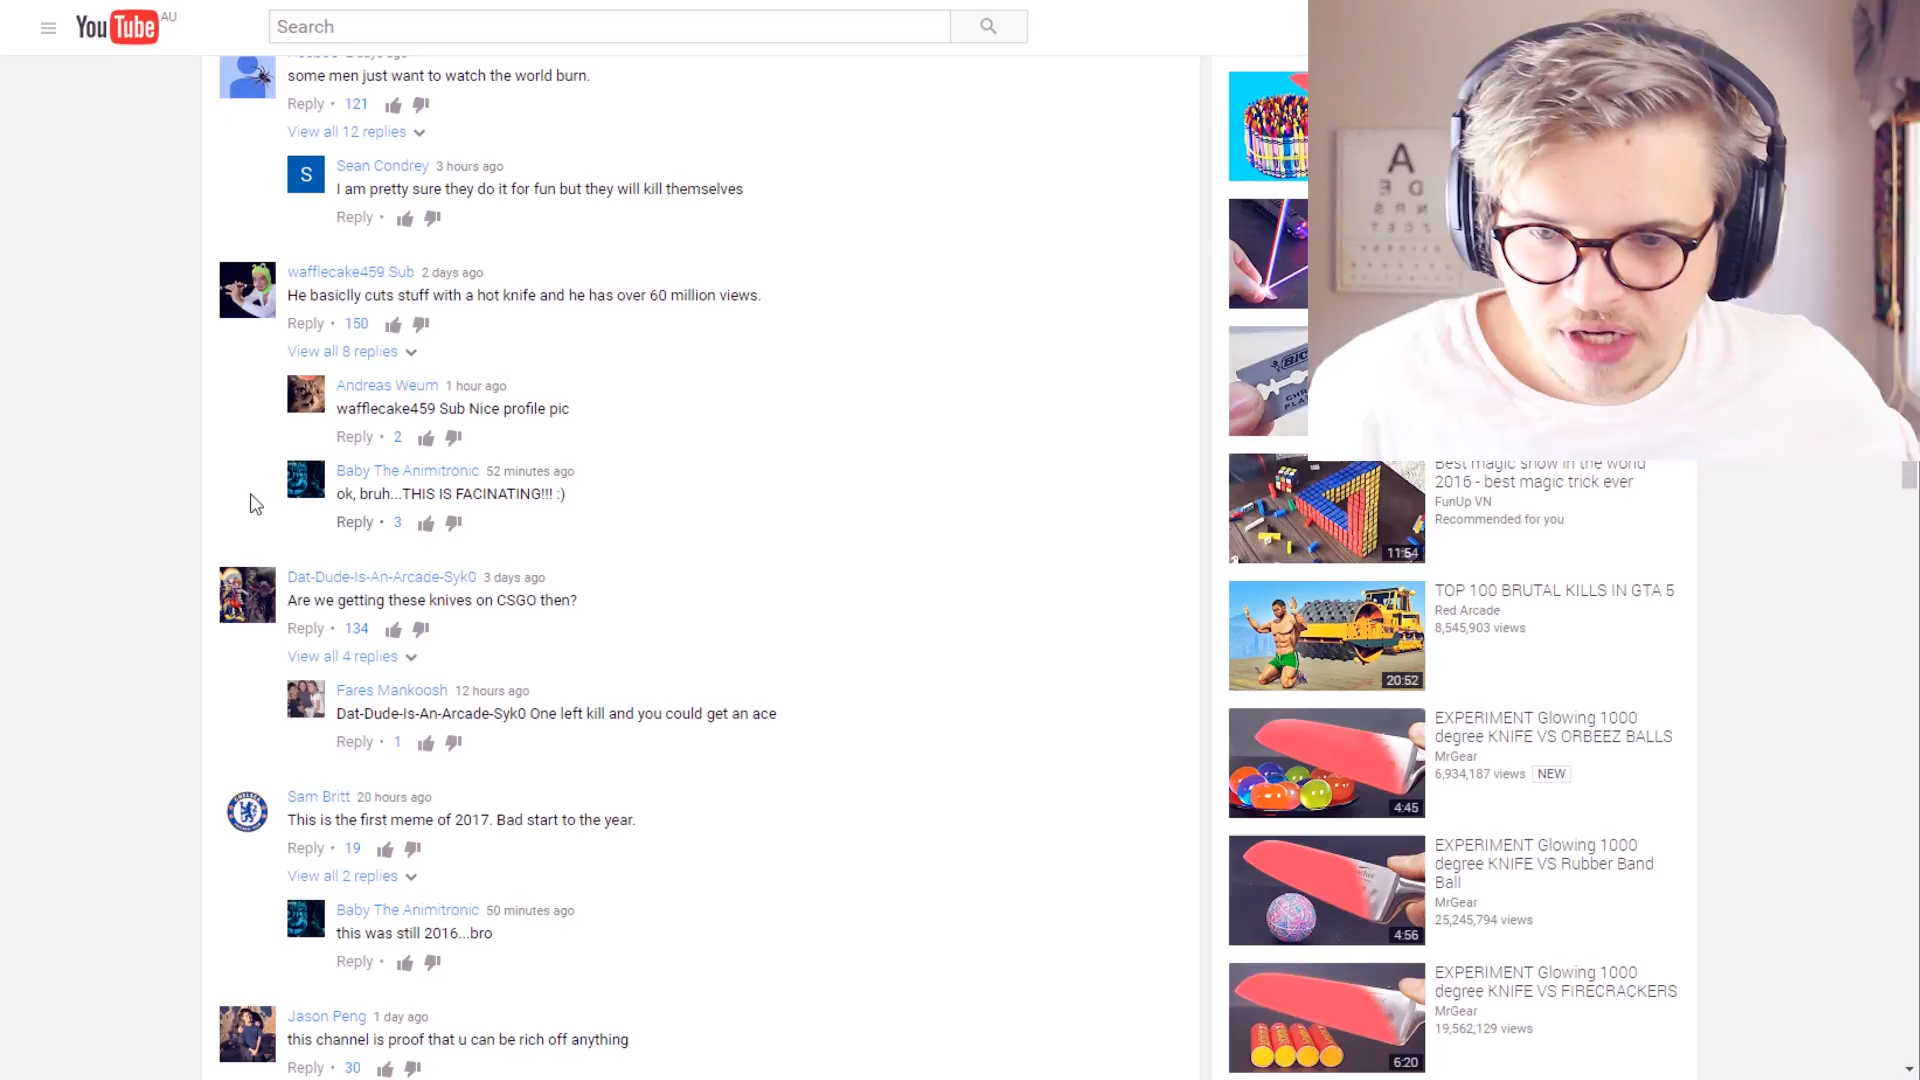 YouTube AU
Search
some men just want to watch the world burn.
Reply • 121
View all 12 replies
S
Sean Condrey 3 hours ago
I am pretty sure they do it for fun but they will kill themselves
Reply •
wafflecake459 Sub 2 days ago
He basiclly cuts stuff with a hot knife and he has over 60 million views.
Reply • 150
View all 8 replies
Andreas Weum 1 hour ago
wafflecake459 Sub Nice profile pic
Reply • 2
Baby The Animitronic 52 minutes ago
ok, bruh...THIS IS FACINATING!!! :)
Reply • 3
Dat-Dude-Is-An-Arcade-Syk0 3 days ago
Are we getting these knives on CSGO then?
Reply • 134
View all 4 replies
Fares Mankoosh 12 hours ago
Dat-Dude-Is-An-Arcade-Syk0 One left kill and you could get an ace
Reply • 1
Sam Britt 20 hours ago
This is the first meme of 2017. Bad start to the year.
Reply • 19
View all 2 replies
Baby The Animitronic 50 minutes ago
this was still 2016...bro
Reply •
Jason Peng 1 day ago
this channel is proof that u can be rich off anything
Reply • 30
BIC
A
Best magic show in the world
2016 - best magic trick ever
FunUp VN
Recommended for you
11:54
TOP 100 BRUTAL KILLS IN GTA 5
Red Arcade
8,545,903 views
20:52
EXPERIMENT Glowing 1000
degree KNIFE VS ORBEEZ BALLS
MrGear
6,934,187 views NEW
4:45
EXPERIMENT Glowing 1000
degree KNIFE VS Rubber Band
Ball
MrGear
25,245,794 views
4:56
EXPERIMENT Glowing 1000
degree KNIFE VS FIRECRACKERS
MrGear
19,562,129 views
6:20